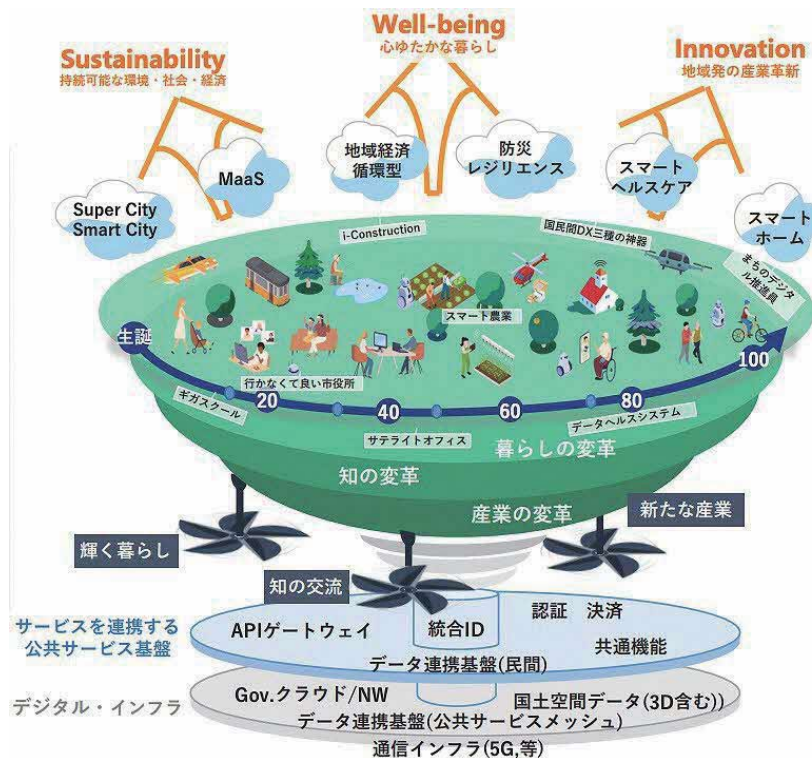 Well-being
心ゆたかな暮らし
Sustainability
持続可能な環境・社会・経済
Innovation
地域発の産業革新
Super City
Smart City
MaaS
地域経済
循環型
防災
レジリエンス
スマート
ヘルスケア
スマート
ホーム
i-Construction
国民間DX三種の神器
まちのデジ
タル推進員
スマート農業
生誕
行かなくて良い市役所
ギガスクール
20
40
60
80
100
サテライトオフィス
データヘルスシステム
暮らしの変革
知の変革
産業の変革
輝く暮らし
知の交流
新たな産業
サービスを連携する
公共サービス基盤
APIゲートウェイ
統合ID
認証 決済
共通機能
データ連携基盤(民間)
デジタル・インフラ
Gov.クラウド/NW
国土空間データ(3D含む))
データ連携基盤(公共サービスメッシュ)
通信インフラ(5G,等)